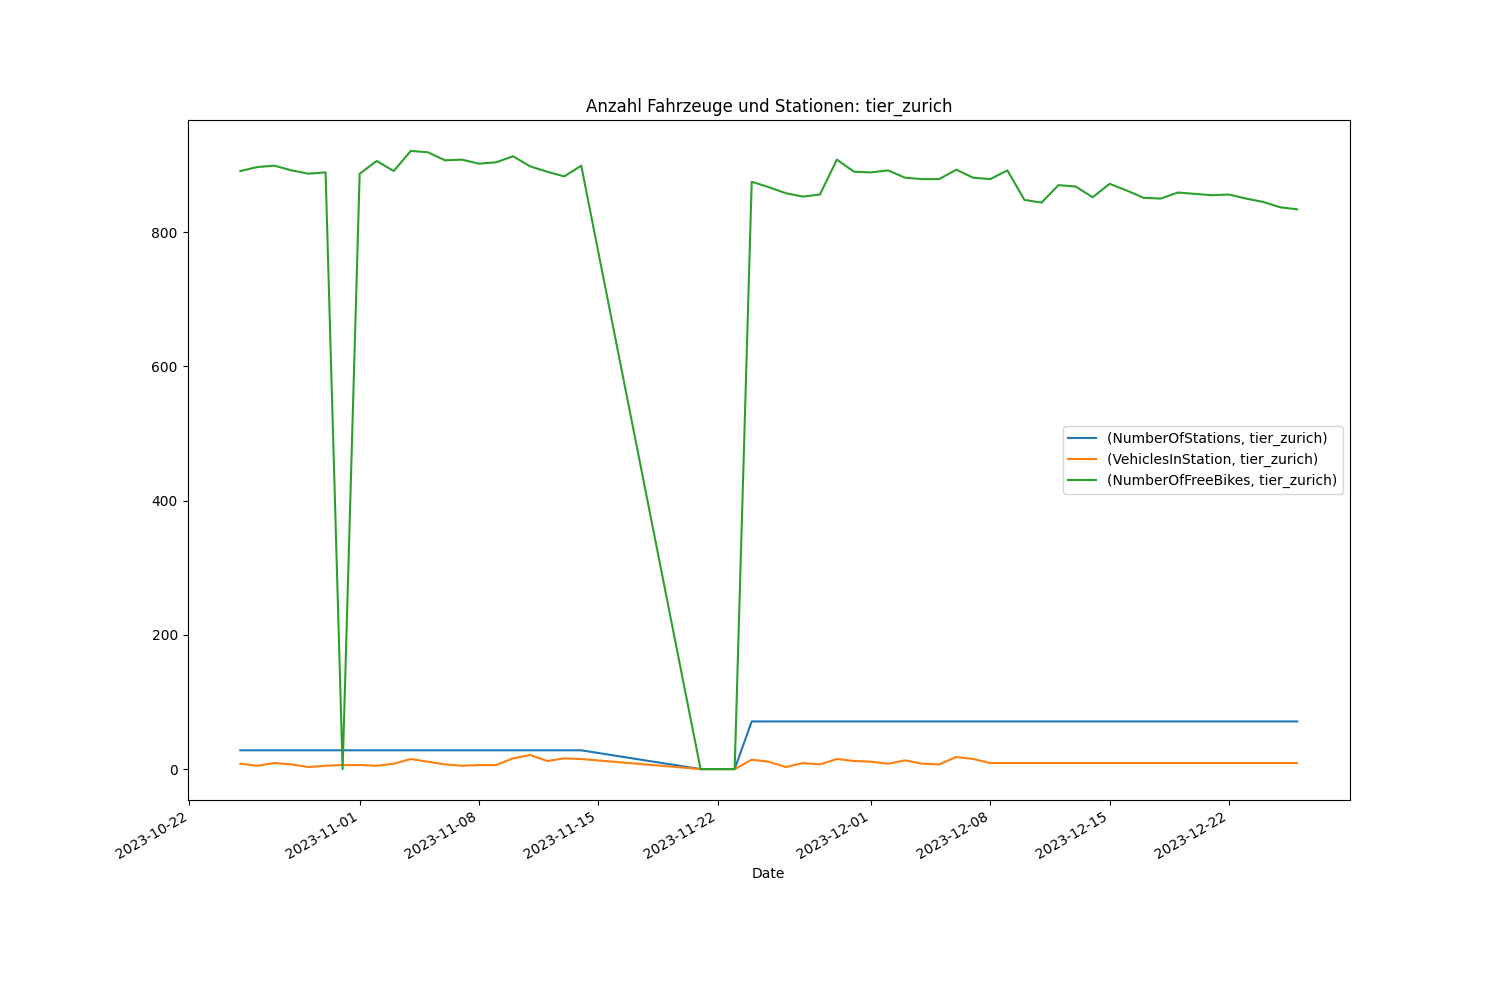 Anzahl Fahrzeuge und Stationen: tier_zurich
800
600
400
200
0
(NumberOfStations, tier_zurich)
(VehiclesInStation, tier_zurich)
(NumberOfFreeBikes, tier_zurich)
2023-10-22
2023-11-01
2023-11-08
2023-11-15
2023-11-22
2023-12-01
2023-12-08
2023-12-15
2023-12-22
Date